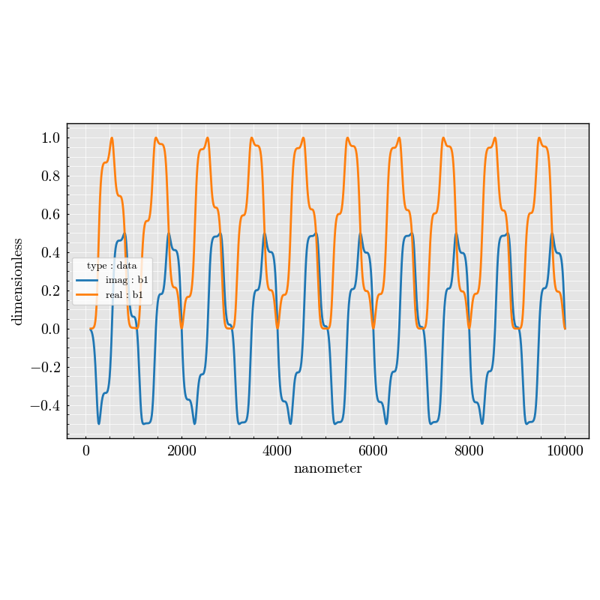 1.0
0.8
0.6
0.4
0.2
0.0
−0.2
−0.4
dimensionless
type : data
imag : b1
real : b1
0 2000 4000 6000 8000 10000
nanometer